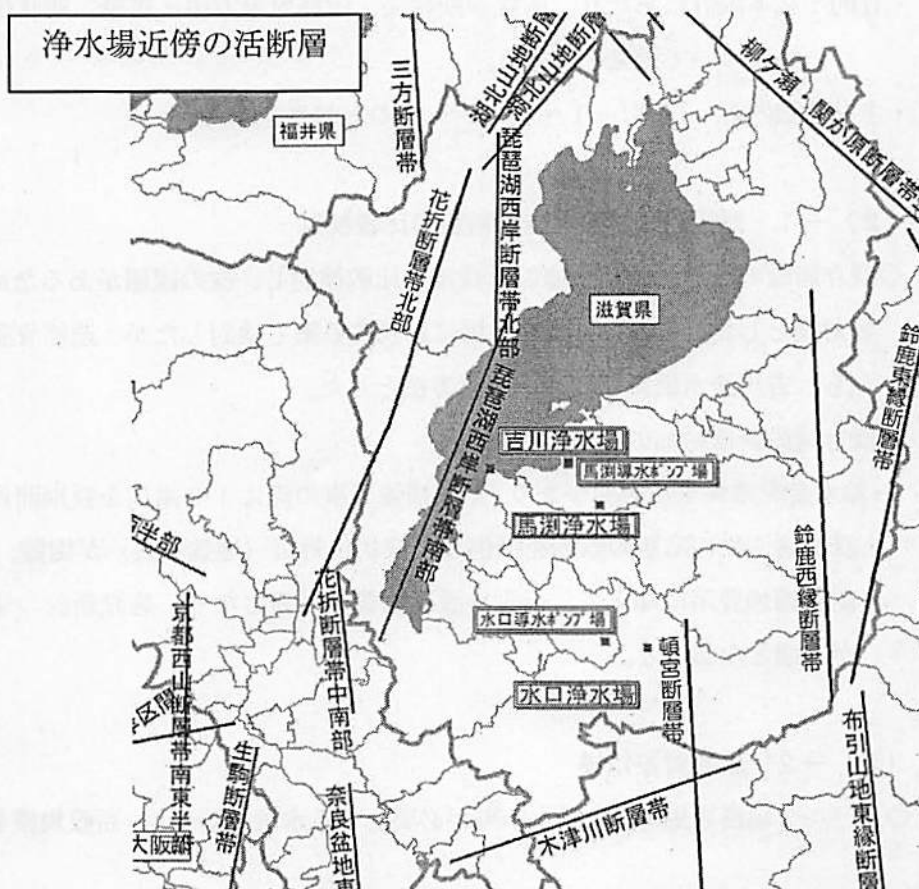 浄水場近傍の活断層
三方断層帯
湖北山地断層
湖北山地断層
柳ケ瀬・関が原断層帯
福井県
花折断層帯北部
琵琶湖西岸断層帯北部
滋賀県
鈴鹿東縁断層帯
琵琶湖西岸断層帯南部
吉川浄水場
馬渕導水ポンプ場
馬渕浄水場
鈴鹿西縁断層帯
西半部
花折断層帯中南部
京都西山断層帯南東半部
水口導水ポンプ場
頓宮断層帯
水口浄水場
区間
生駒断層帯
布引山地東縁断層
大阪
奈良盆地東
木津川断層帯